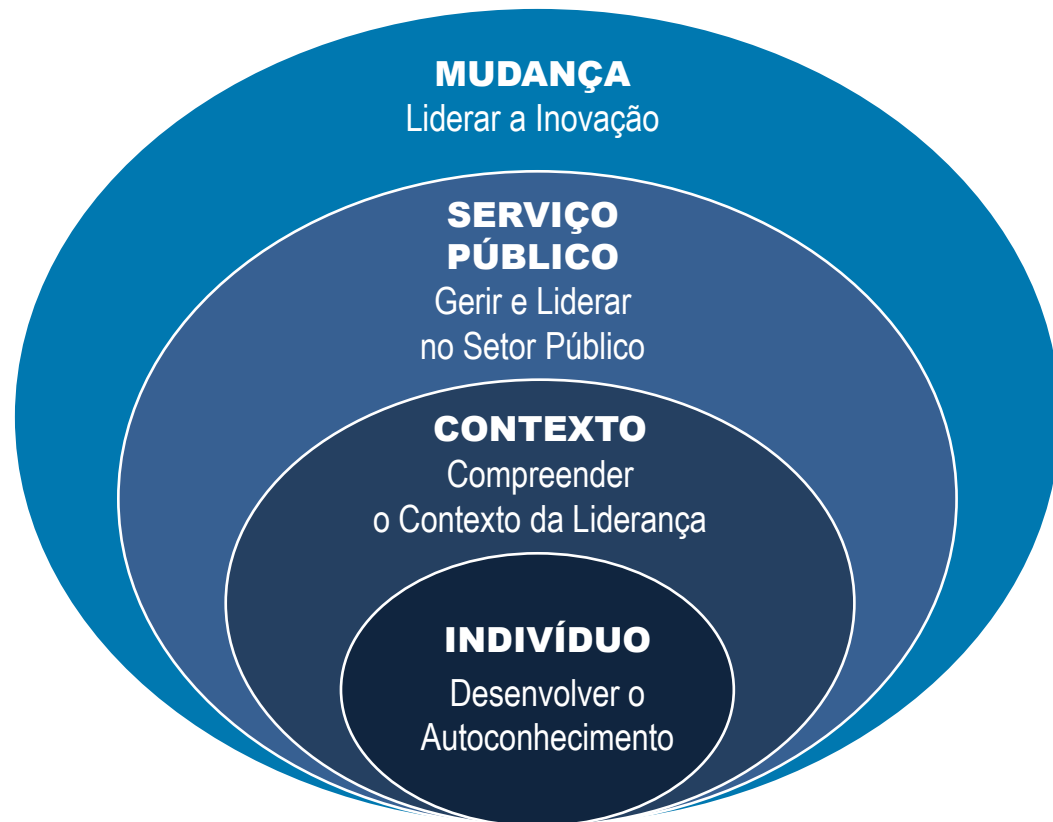 MUDANÇA
Liderar a Inovação
SERVIÇO
PÚBLICO
Gerir e Liderar
no Setor Público
CONTEXTO
Compreender
o Contexto da Liderança
INDIVÍDUO
Desenvolver o
Autoconhecimento